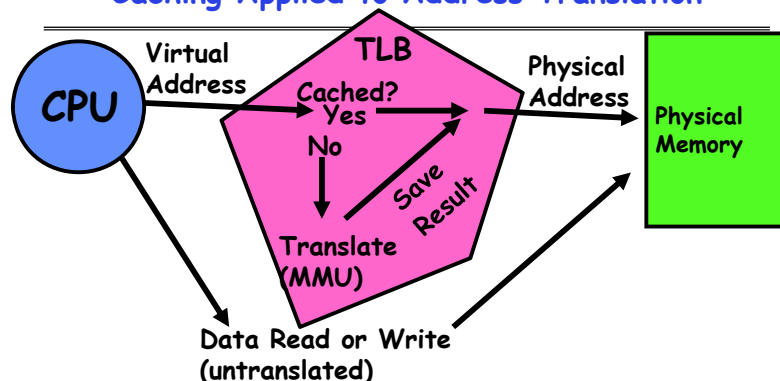 Caching Applied to Address Translation
TLB
Virtual
Address
Physical
Address
CPU
Cached?
Yes
Physical
Memory
No
Save
Result
Translate
(MMU)
Data Read or Write
(untranslated)